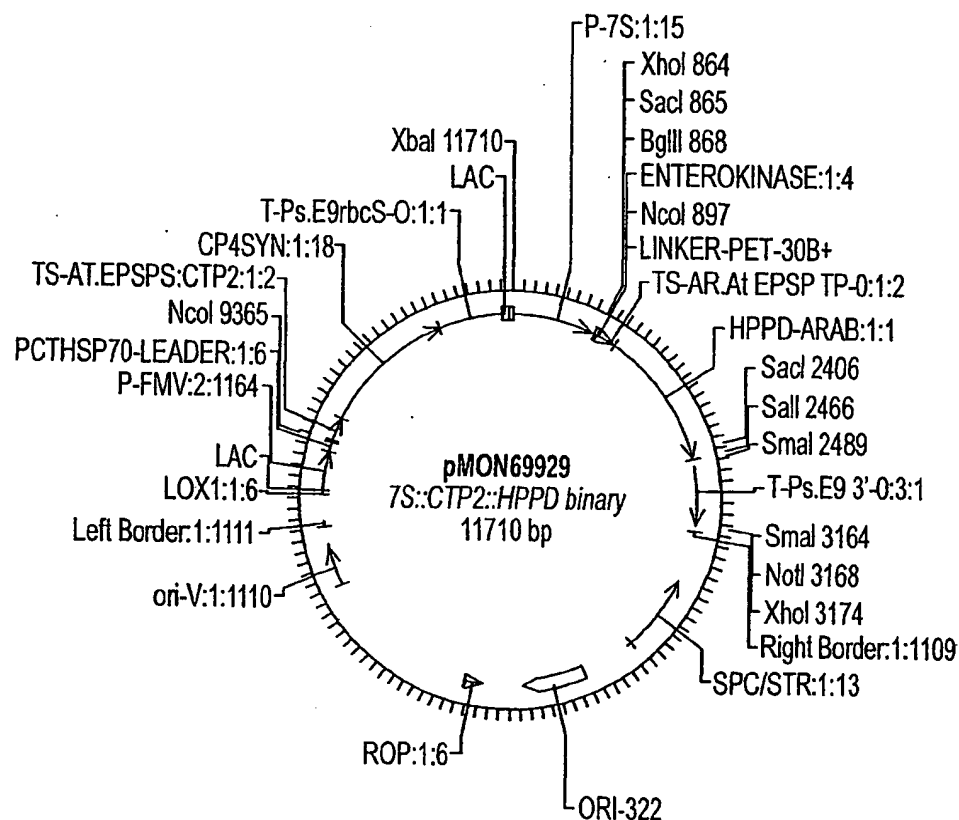 P-7S:1:15
XhoI 864
SacI 865
BglII 868
ENTEROKINASE:1:4
NcoI 897
LINKER-PET-30B+
TS-AR.At EPSP TP-0:1:2
HPPD-ARAB:1:1
SacI 2406
SalI 2466
SmaI 2489
T-Ps.E9 3'-0:3:1
SmaI 3164
NotI 3168
XhoI 3174
Right Border:1:1109
SPC/STR:1:13
ORI-322
ROP:1:6
ori-V:1:1110
Left Border:1:1111
LOX1:1:6
LAC
P-FMV:2:1164
PCTHSP70-LEADER:1:6
NcoI 9365
TS-AT.EPSPS:CTP2:1:2
CP4SYN:1:18
T-Ps.E9rbcS-O:1:1
LAC
XbaI 11710
pMON69929
7S::CTP2::HPPD binary
11710 bp